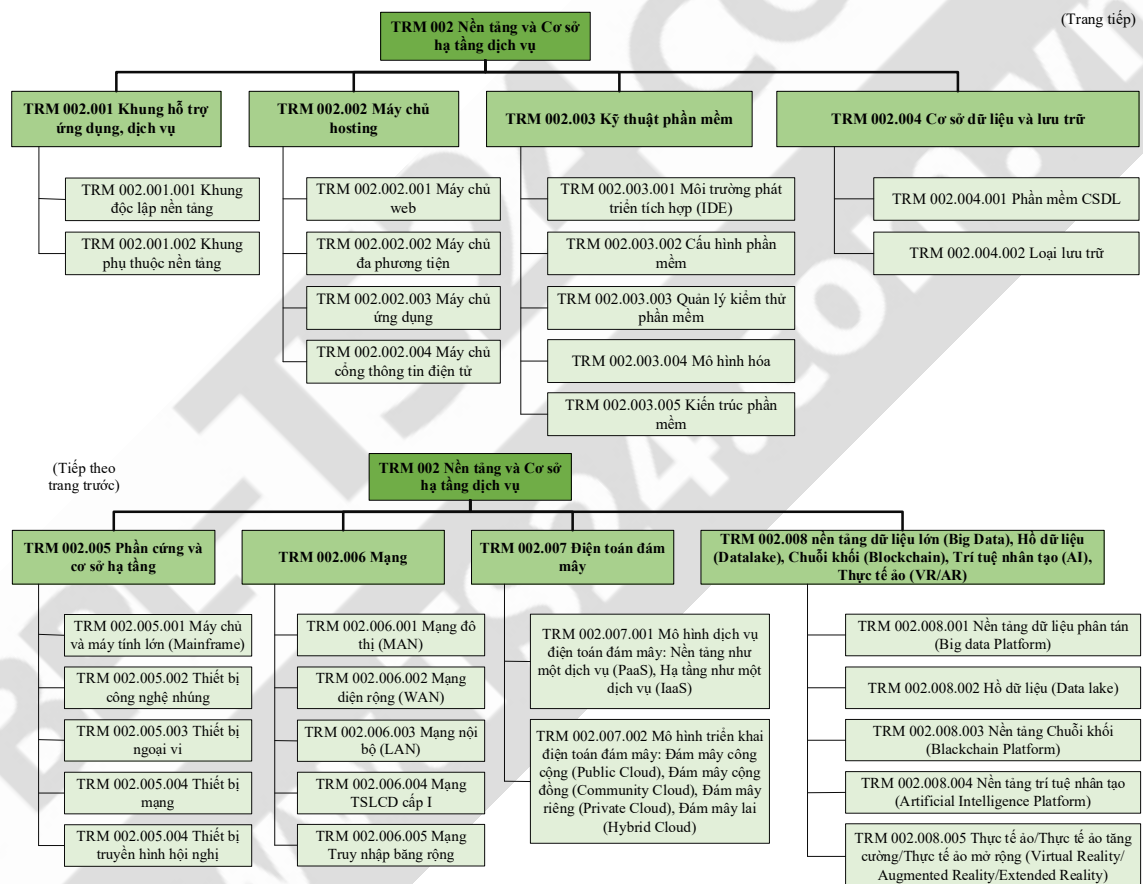 TRM 002 Nền tảng và Cơ sở
hạ tầng dịch vụ
(Trang tiếp)
TRM 002.001 Khung hỗ trợ
ứng dụng, dịch vụ
TRM 002.001.001 Khung
độc lập nền tảng
TRM 002.001.002 Khung
phụ thuộc nền tảng
TRM 002.002 Máy chủ
hosting
TRM 002.002.001 Máy chủ
web
TRM 002.002.002 Máy chủ
đa phương tiện
TRM 002.002.003 Máy chủ
ứng dụng
TRM 002.002.004 Máy chủ
cổng thông tin điện tử
TRM 002.003 Kỹ thuật phần mềm
TRM 002.003.001 Môi trường phát
triển tích hợp (IDE)
TRM 002.003.002 Cấu hình phần
mềm
TRM 002.003.003 Quản lý kiểm thử
phần mềm
TRM 002.003.004 Mô hình hóa
TRM 002.003.005 Kiến trúc phần
mềm
TRM 002.004 Cơ sở dữ liệu và lưu trữ
TRM 002.004.001 Phần mềm CSDL
TRM 002.004.002 Loại lưu trữ
(Tiếp theo
trang trước)
TRM 002 Nền tảng và Cơ sở
hạ tầng dịch vụ
TRM 002.005 Phần cứng và
cơ sở hạ tầng
TRM 002.005.001 Máy chủ
và máy tính lớn (Mainframe)
TRM 002.005.002 Thiết bị
công nghệ nhúng
TRM 002.005.003 Thiết bị
ngoại vi
TRM 002.005.004 Thiết bị
mạng
TRM 002.005.004 Thiết bị
truyền hình hội nghị
TRM 002.006 Mạng
TRM 002.006.001 Mạng đô
thị (MAN)
TRM 002.006.002 Mạng
diện rộng (WAN)
TRM 002.006.003 Mạng nội
bộ (LAN)
TRM 002.006.004 Mạng
TSLCD cấp I
TRM 002.006.005 Mạng
Truy nhập băng rộng
TRM 002.007 Điện toán đám
mây
TRM 002.007.01 Mô hình dịch vụ
điện toán đám mây: Nền tảng
như một dịch vụ (PaaS), Hạ tầng như một
dịch vụ (IaaS)
TRM 002.007.002 Mô hình triển khai
điện toán đám mây: Đám mây công
cộng (Public Cloud), Đám mây cộng
đồng (Community Cloud), Đám mây
riêng (Private Cloud), Đám mây lai
(Hybrid Cloud)
TRM 002.008 nền tảng dữ liệu lớn (Big Data), Hồ dữ liệu
(Datalake), Chuỗi khối (Blockchain), Trí tuệ nhân tạo (AI),
Thực tế ảo (VR/AR)
TRM 002.008.001 Nền tảng dữ liệu phân tán
(Big data Platform)
TRM 002.008.002 Hồ dữ liệu (Data lake)
TRM 002.008.003 Nền tảng Chuỗi khối
(Blackchain Platform)
TRM 002.008.004 Nền tảng trí tuệ nhân tạo
(Artificial Intelligence Platform)
TRM 002.008.005 Thực tế ảo/Thực tế ảo tăng
cường/Thực tế ảo mở rộng (Virtual Reality/
Augmented Reality/Extended Reality)